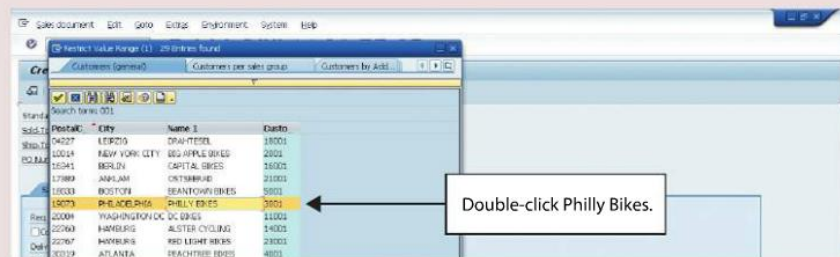 Sales document Edit Goto Extras Environment System Help
Restrict Value Range (1) 29 Entries found
Cre
Customers (general) Customers per sales group Customers by Add...
Search term: 001
PostalC City Name 1 Custo
04227 LEIPZIG DRAHTESEL 18001
10014 NEW YORK CITY BIG APPLE BIKES 2001
16341 BERLIN CAPITAL BIKES 16001
17389 ANKLAM OSTSEERAD 21001
BOSTON BEANTOWN BIKES 5001
19073 PHILADELPHIA PHILLY BIKES 3001
Double-click Philly Bikes.
20004 WASHINGTON DC DC BIKES 11001
22760 HAMBURG ALSTER CYCLING 14001
22767 HAMBURG RED LIGHT BIKES 23001
30319 ATLANTA PEACHTREE BIKES 4001